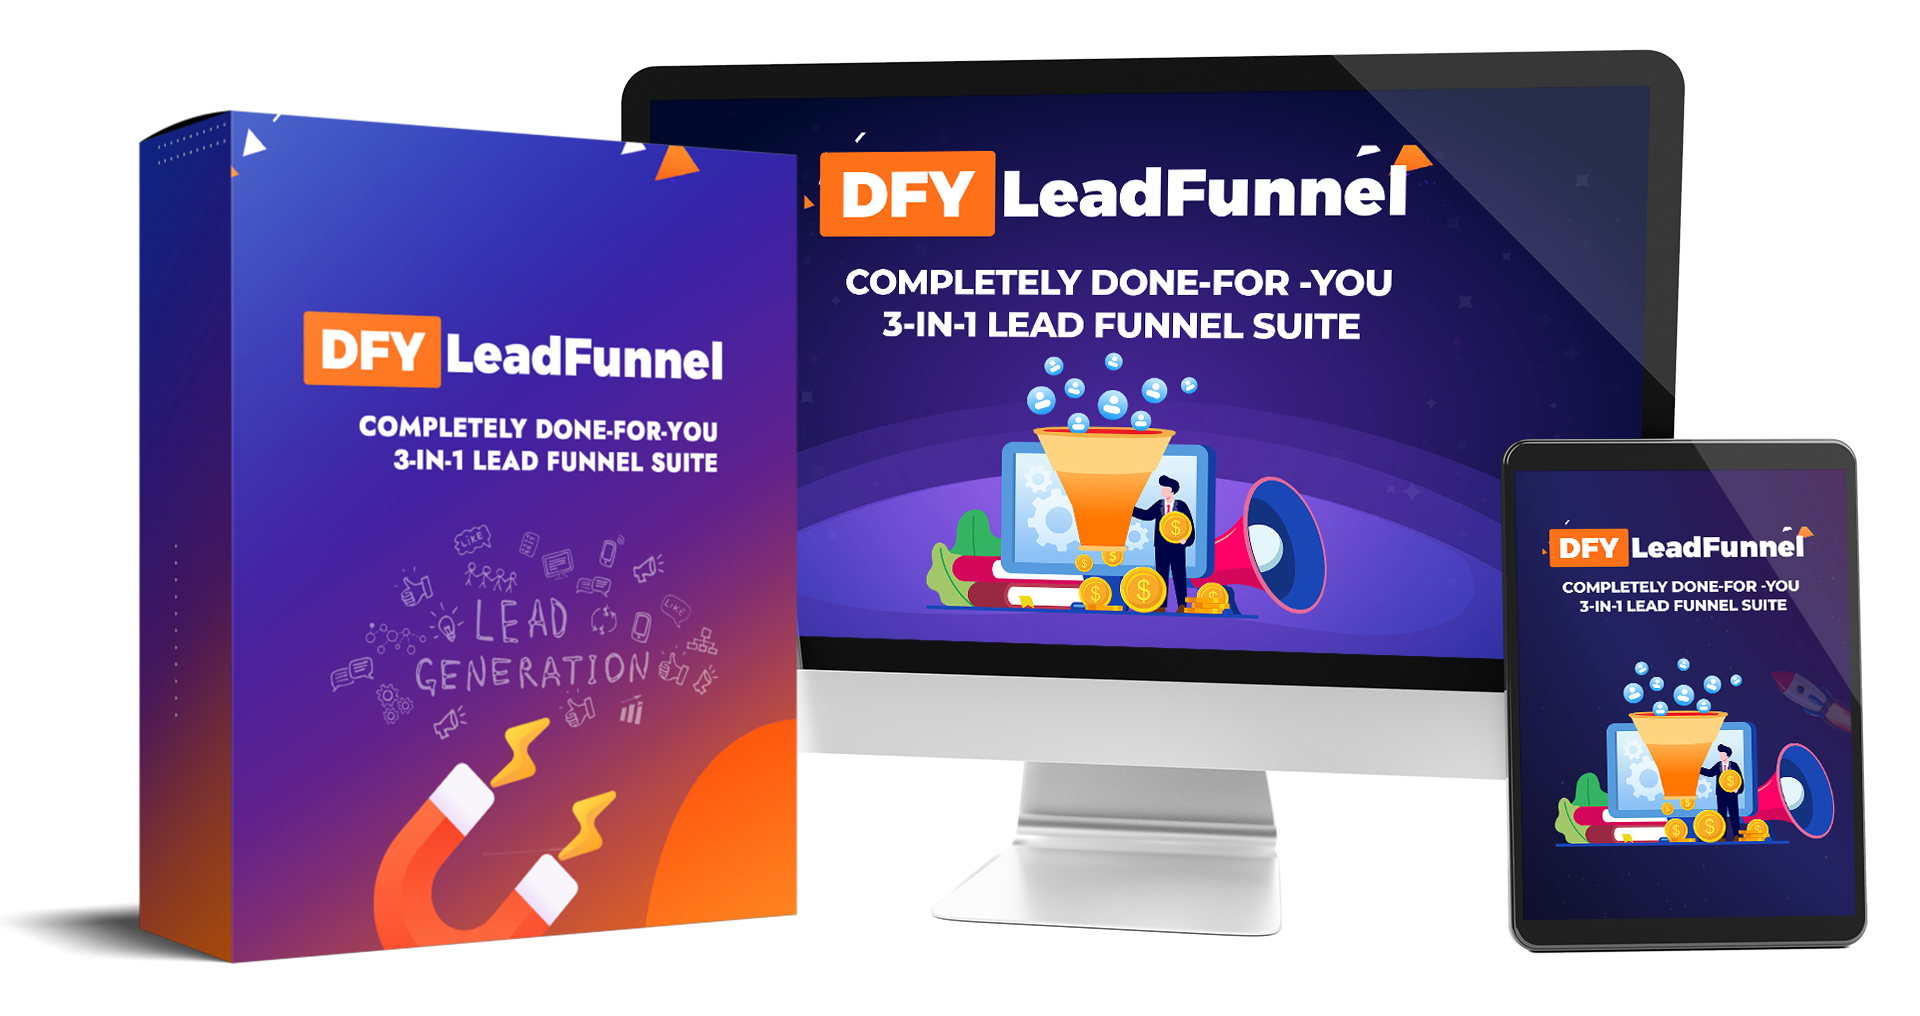 DFY LeadFunnel
COMPLETELY DONE-FOR-YOU
3-IN-1 LEAD FUNNEL SUITE
LIKE
LEAD
LIKE
GENERATION
DFY LeadFunnel
COMPLETELY DONE-FOR -YOU
3-IN-1 LEAD FUNNEL SUITE
$
$
$
$
$
$
DFY LeadFunnel
COMPLETELY DONE-FOR -YOU
3-IN-1 LEAD FUNNEL SUITE
$
$
$
$
$
$